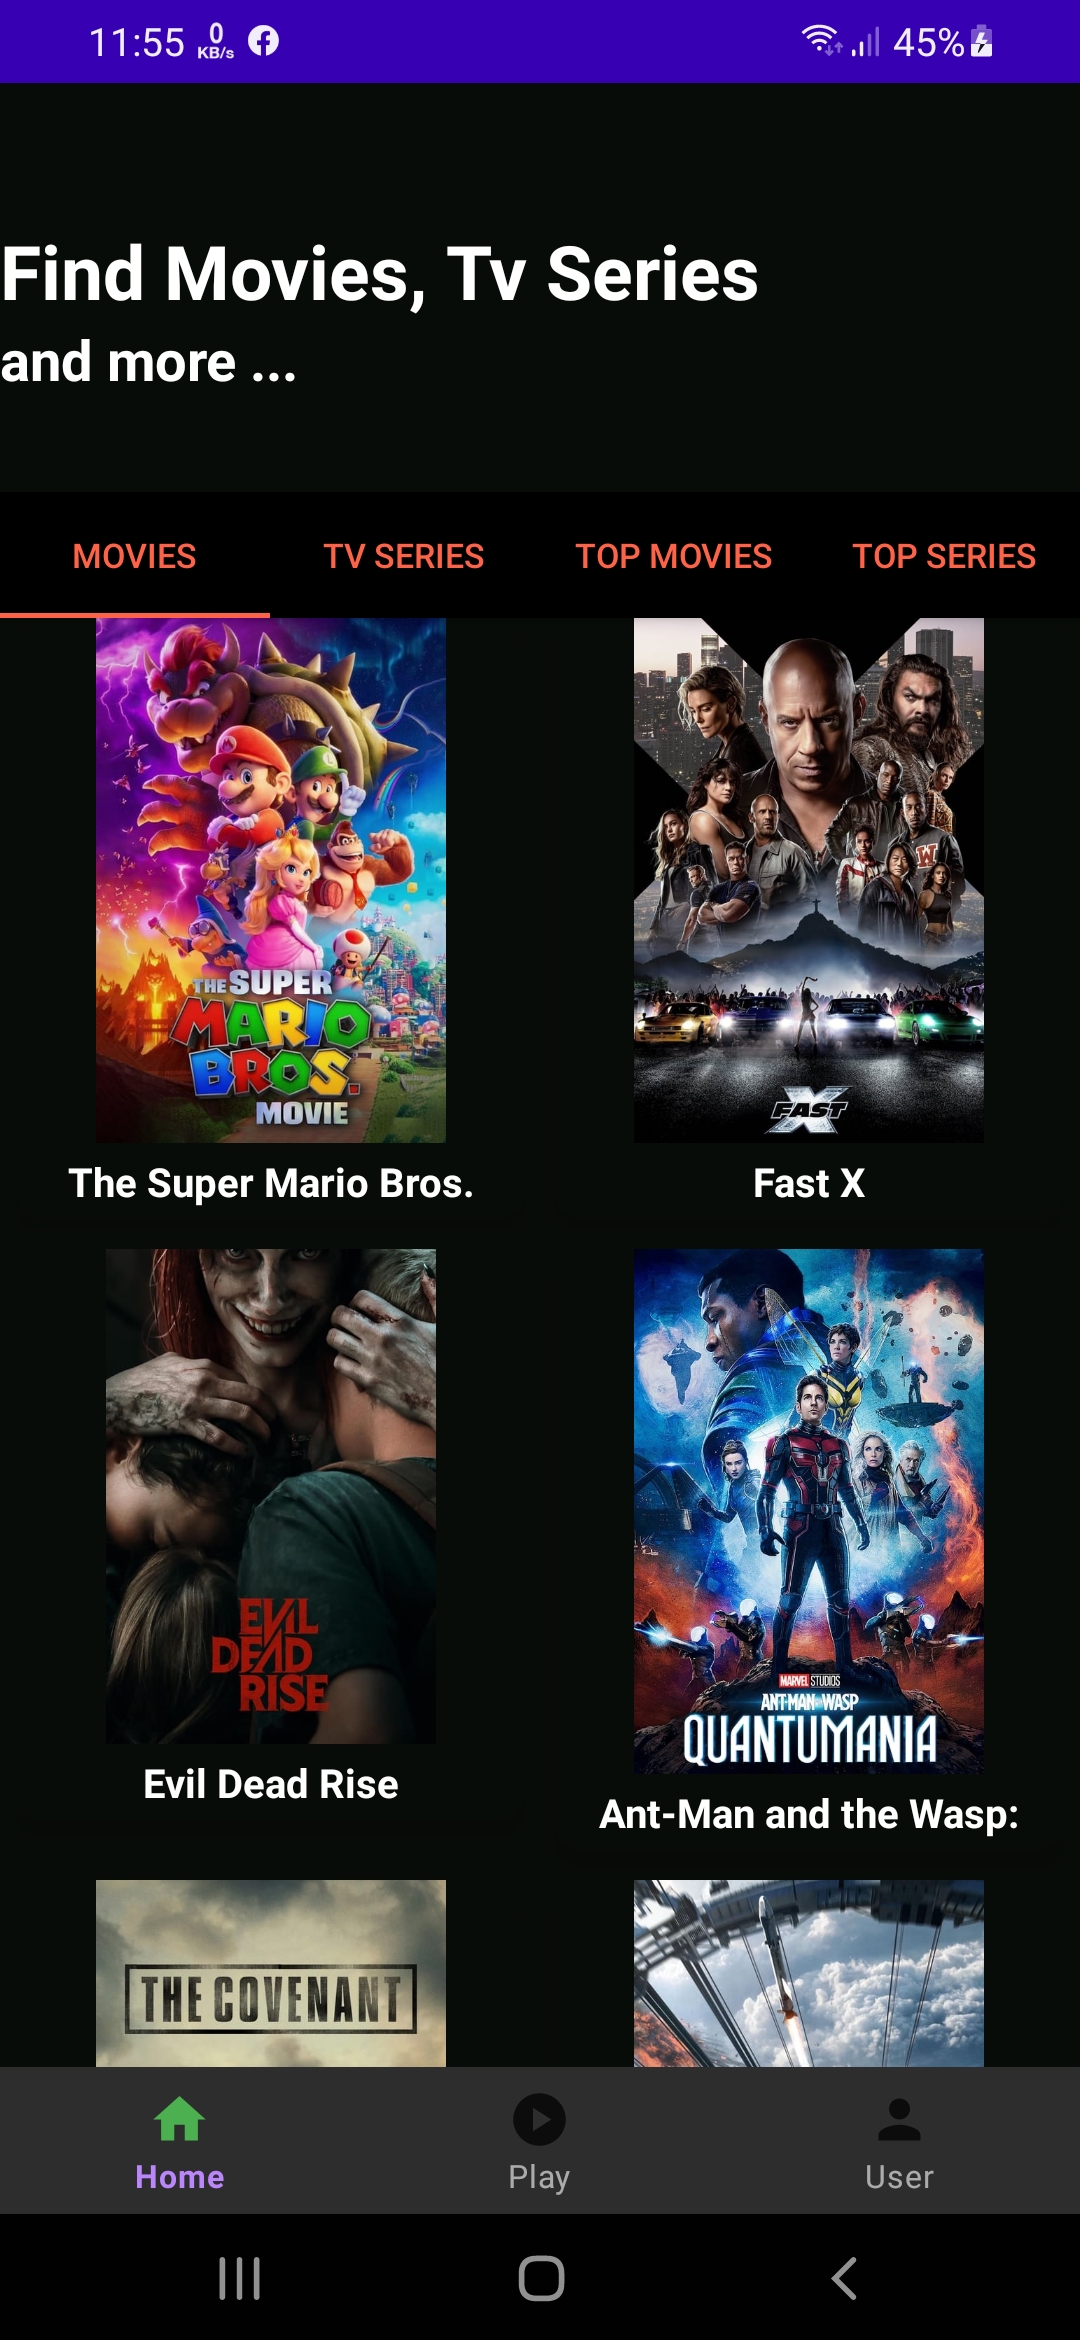 11:55 0 KB/s 45%
Find Movies, Tv Series
and more ...
MOVIES TV SERIES TOP MOVIES TOP SERIES
THE SUPER
MARIO
BROS.
MOVIE
W
FAST X
The Super Mario Bros.
Fast X
EVIL
DEAD
RISE
MARVEL STUDIOS
ANT-MAN AND THE WASP
QUANTUMANIA
Evil Dead Rise
Ant-Man and the Wasp:
THE COVENANT
Home Play User